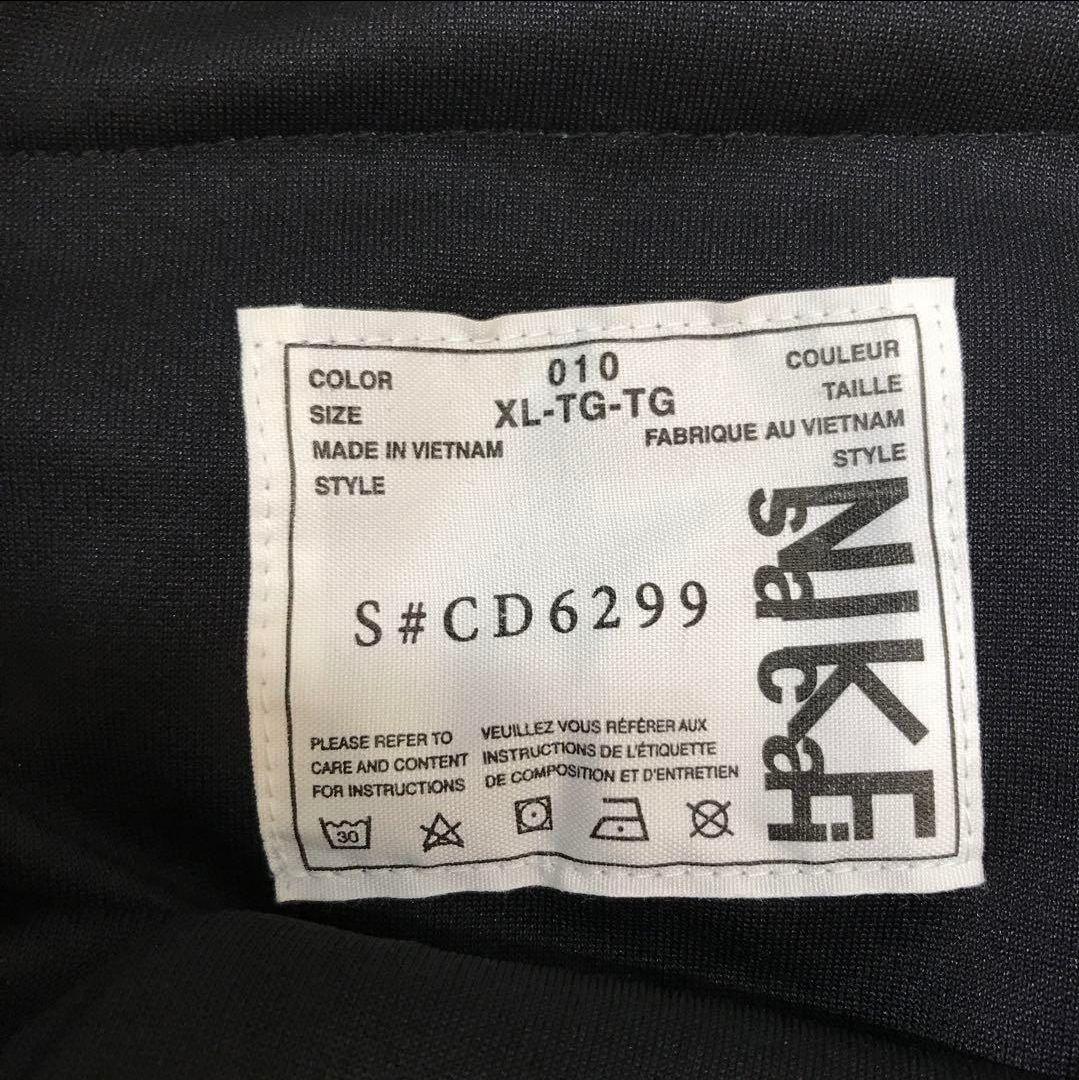 COLOR 010 COULEUR
SIZE XL-TG-TG TAILLE
MADE IN VIETNAM FABRIQUE AU VIETNAM
STYLE STYLE
S#CD6299
NIKE
sacai
PLEASE REFER TO
CARE AND CONTENT
FOR INSTRUCTIONS
VEUILLEZ VOUS RÉFÉRER AUX
INSTRUCTIONS DE L'ÉTIQUETTE
DE COMPOSITION ET D'ENTRETIEN
30